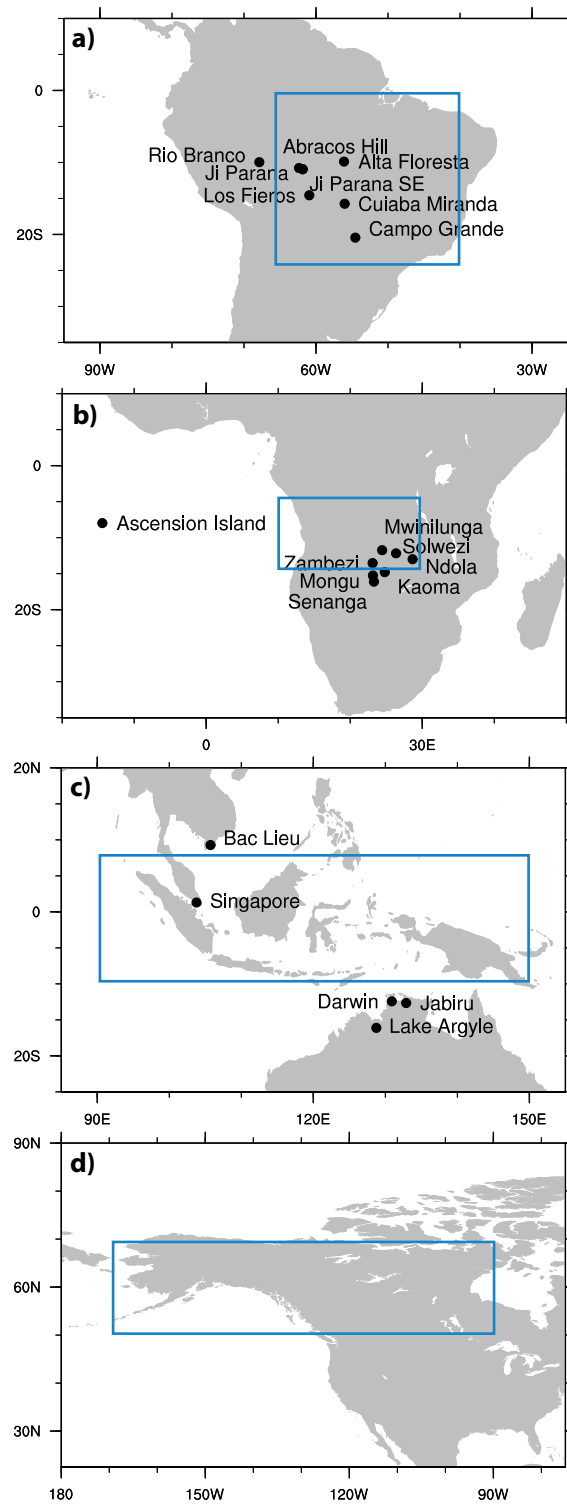 a)
0
Abracos Hill
Rio Branco
Alta Floresta
Ji Parana
Ji Parana SE
Los Fieros
Cuiaba Miranda
20S
Campo Grande
90W 60W 30W
b)
0
Ascension Island
Mwinilunga
Solwezi
Zambezi
Ndola
Mongu
Kaoma
Senanga
20S
0 30E
20N
c)
Bac Lieu
Singapore
0
Darwin
Jabiru
Lake Argyle
20S
90E 120E 150E
90N
d)
60N
30N
180 150W 120W 90W